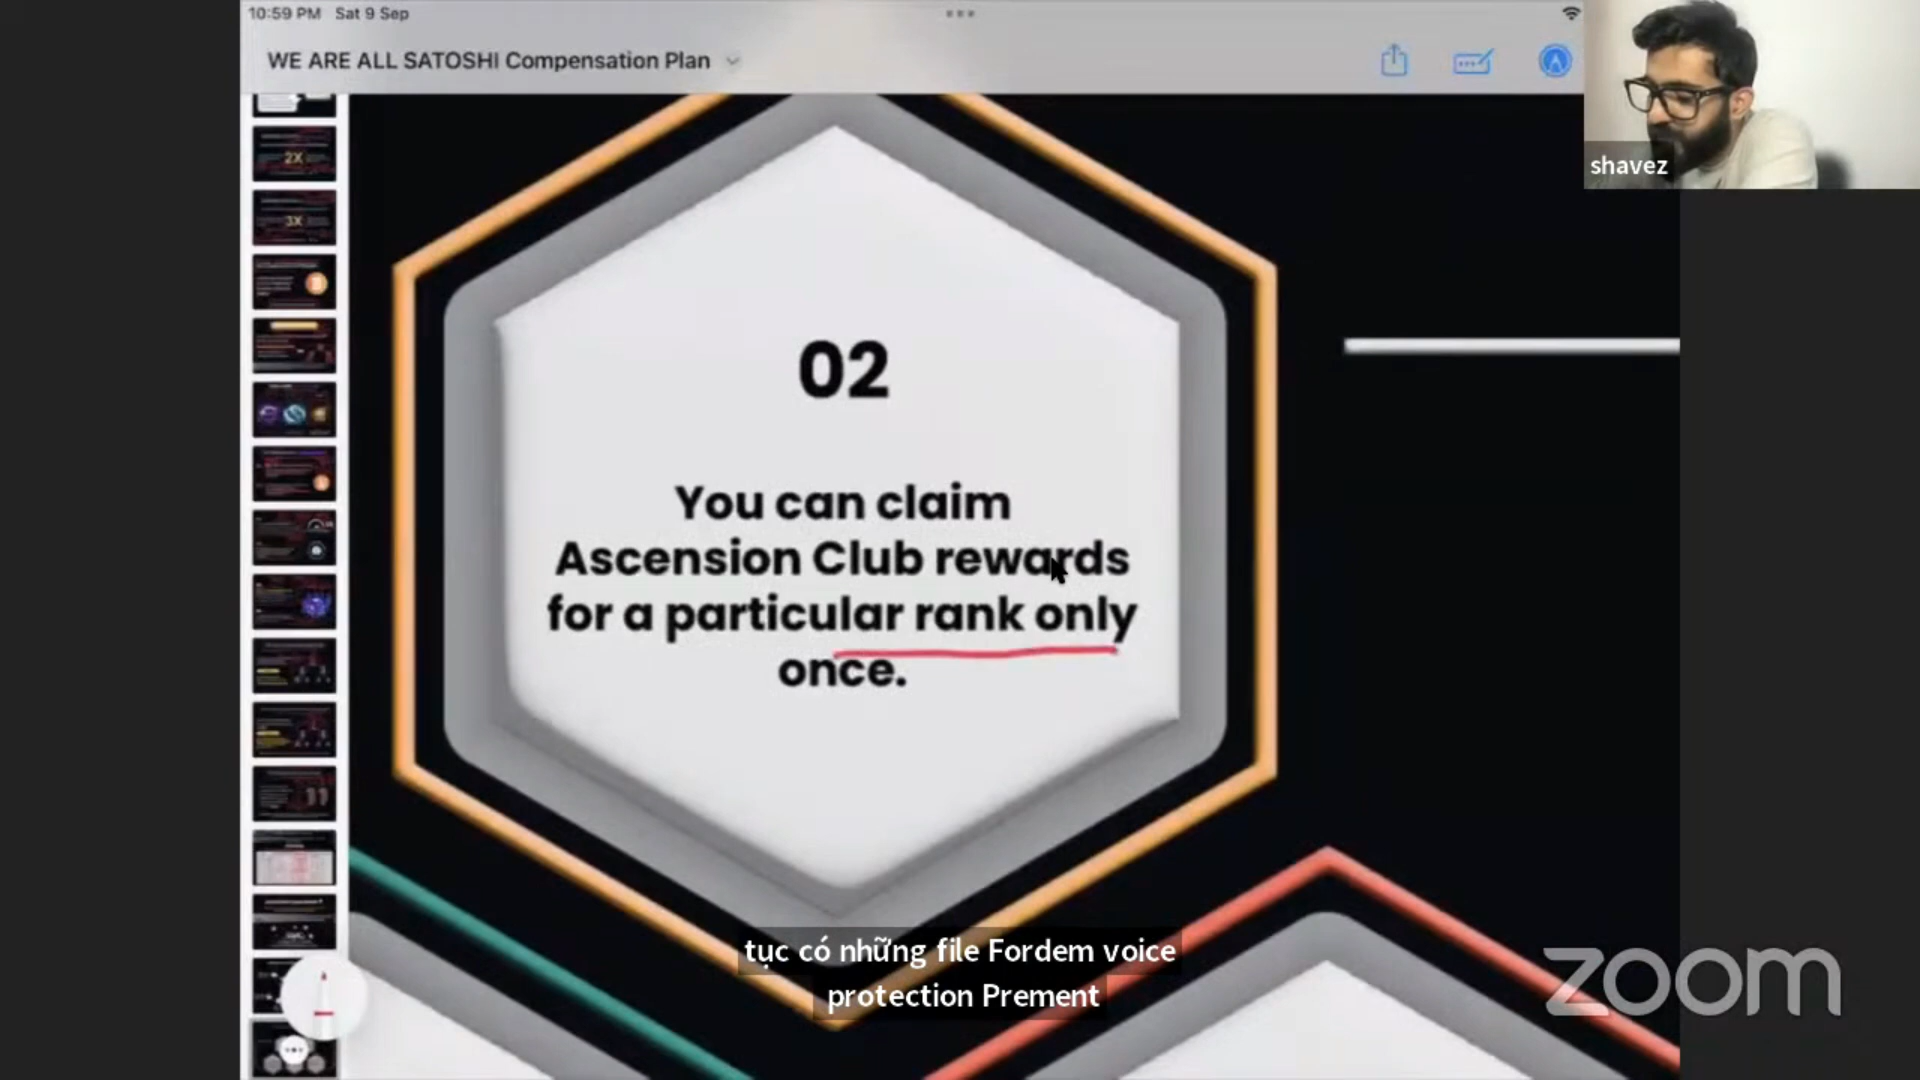 10:59 PM Sat 9 Sep
WE ARE ALL SATOSHI Compensation Plan
shavez
2X
3X
02
You can claim
Ascension Club rewards
for a particular rank only
once.
tục có những file Fordem voice
protection Prement
zoom